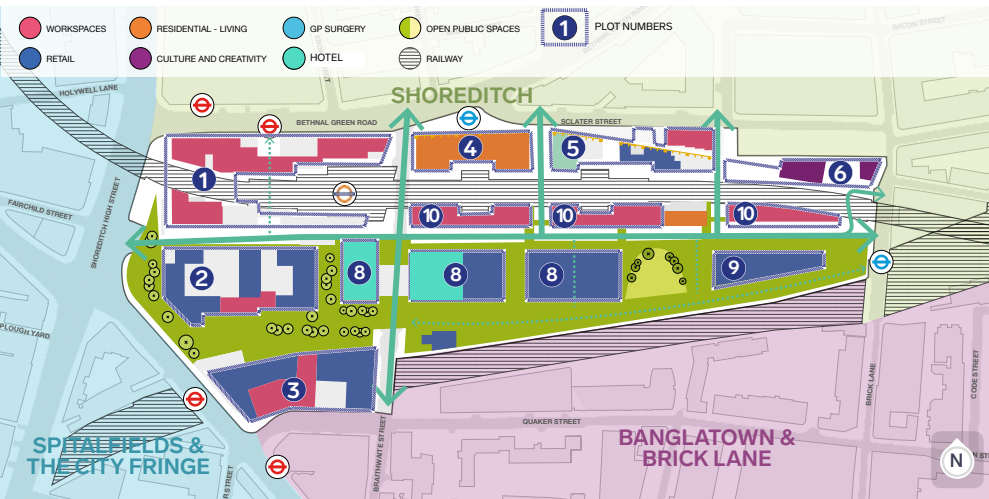 WORKSPACES
RESIDENTIAL - LIVING
GP SURGERY
OPEN PUBLIC SPACES
1
PLOT NUMBERS
RETAIL
CULTURE AND CREATIVITY
HOTEL
RAILWAY
BACON STREET
HOLYWELL LANE
SHOREDITCH
BETHNAL GREEN ROAD
SCLATER STREET
1
4
5
6
FAIRCHILD STREET
SHOREDITCH HIGH STREET
10
10
10
2
8
8
8
9
PLOUGH YARD
3
BRICK LANE
CODE STREET
QUAKER STREET
BRAITHWAITE STREET
SPITALFIELDS &
THE CITY FRINGE
BANGLATOWN &
BRICK LANE
N